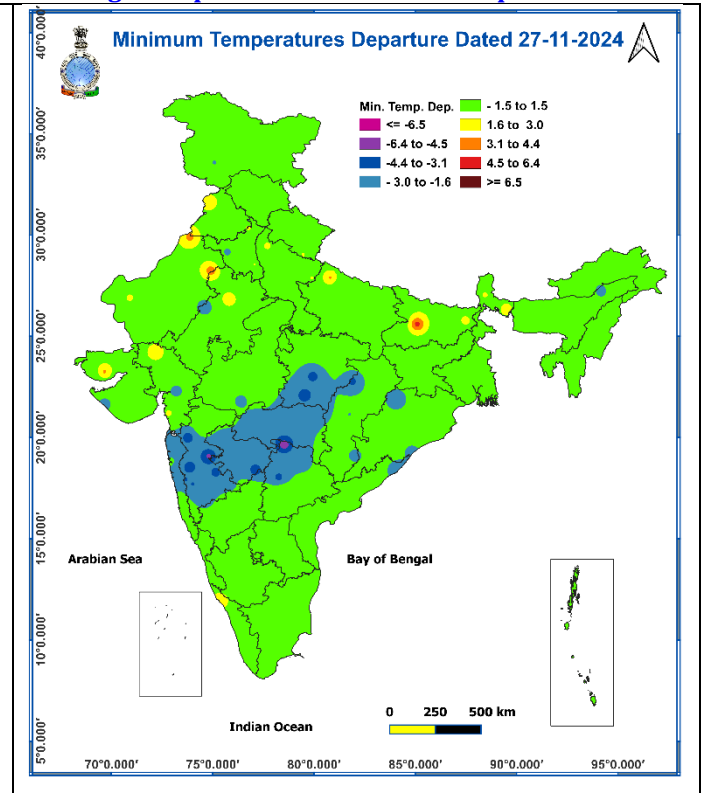 Minimum Temperatures Departure Dated 27-11-2024
Min. Temp. Dep.
<= -6.5
-6.4 to -4.5
-4.4 to -3.1
- 3.0 to -1.6
- 1.5 to 1.5
1.6 to 3.0
3.1 to 4.4
4.5 to 6.4
>= 6.5
40°0.000'
35°0.000'
30°0.000'
25°0.000'
20°0.000'
15°0.000'
10°0.000'
5°0.000'
Arabian Sea
Bay of Bengal
Indian Ocean
0 250 500 km
70°0.000' 75°0.000' 80°0.000' 85°0.000' 90°0.000' 95°0.000'